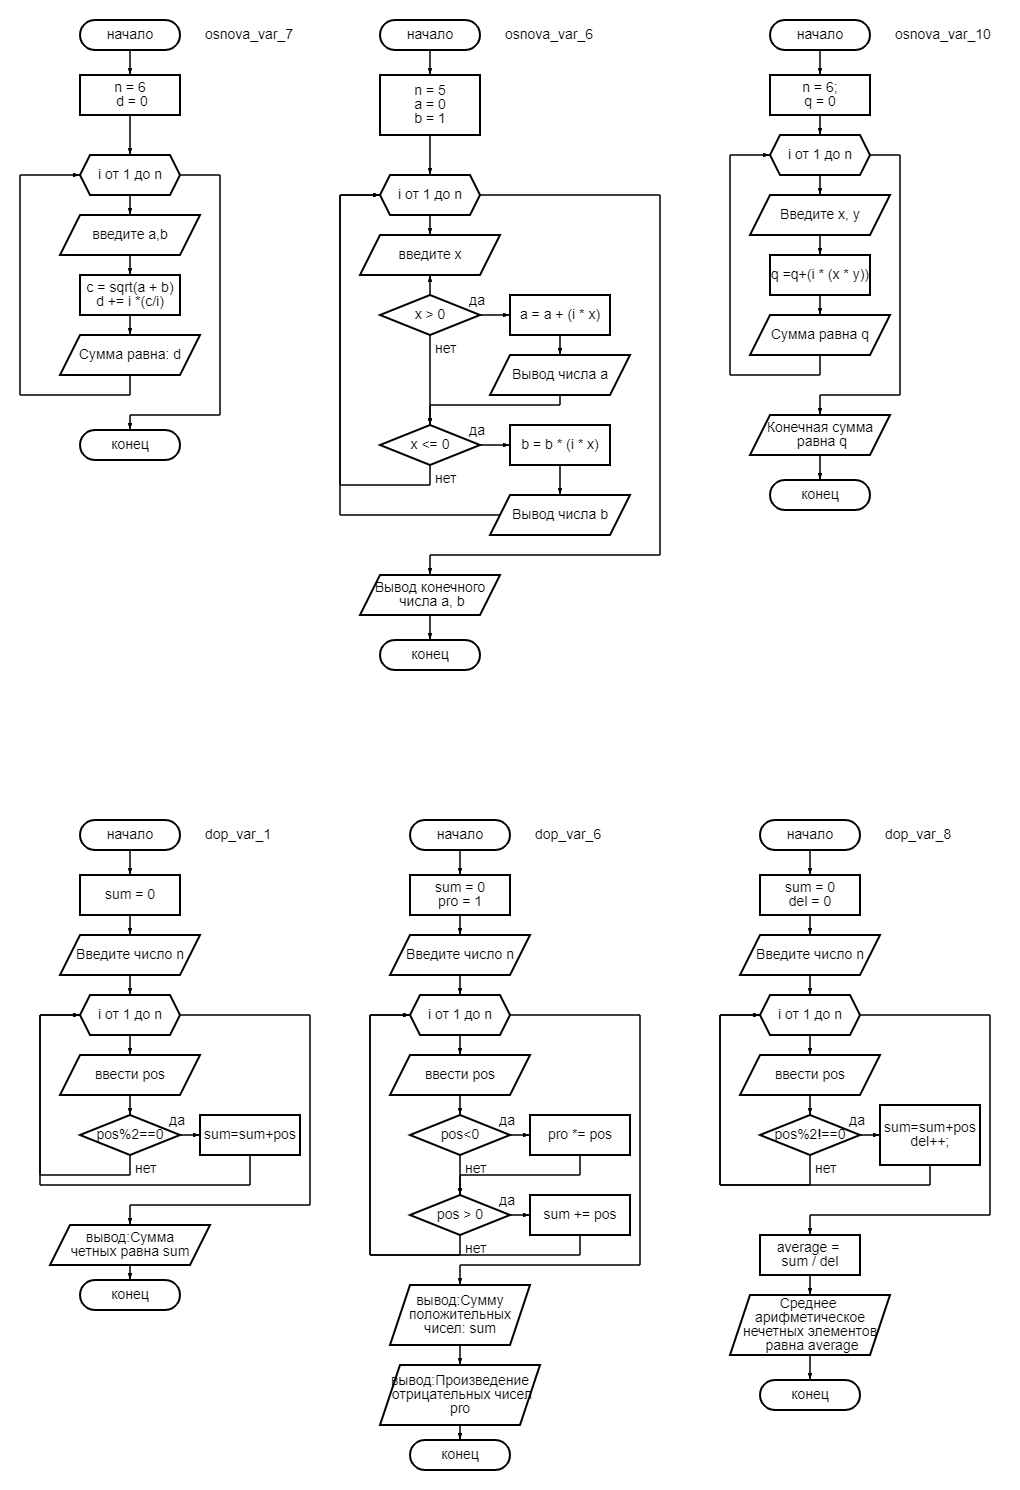 начало
osnova_var_7
n = 6
d = 0
i от 1 до n
введите a,b
c = sqrt(a + b)
d += i *(c/i)
Сумма равна: d
конец
начало
osnova_var_6
n = 5
a = 0
b = 1
i от 1 до n
введите x
x > 0
да
a = a + (i * x)
нет
Вывод числа a
x <= 0
да
b = b * (i * x)
нет
Вывод числа b
Вывод конечного
числа a, b
конец
начало
osnova_var_10
n = 6;
q = 0
i от 1 до n
Введите x, y
q =q+(i * (x * y))
Сумма равна q
Конечная сумма
равна q
конец
начало
dop_var_1
sum = 0
Введите число n
i от 1 до n
ввести pos
pos%2==0
да
sum=sum+pos
нет
вывод:Сумма
четных равна sum
конец
начало
dop_var_6
sum = 0
pro = 1
Введите число n
i от 1 до n
ввести pos
pos<0
да
pro *= pos
нет
pos > 0
да
sum += pos
нет
вывод:Сумму
положительных
чисел: sum
вывод:Произведение
отрицательных чисел
pro
конец
начало
dop_var_8
sum = 0
del = 0
Введите число n
i от 1 до n
ввести pos
pos%2!==0
да
sum=sum+pos
del++;
нет
average =
sum / del
Среднее
арифметическое
нечетных элементов
равна average
конец